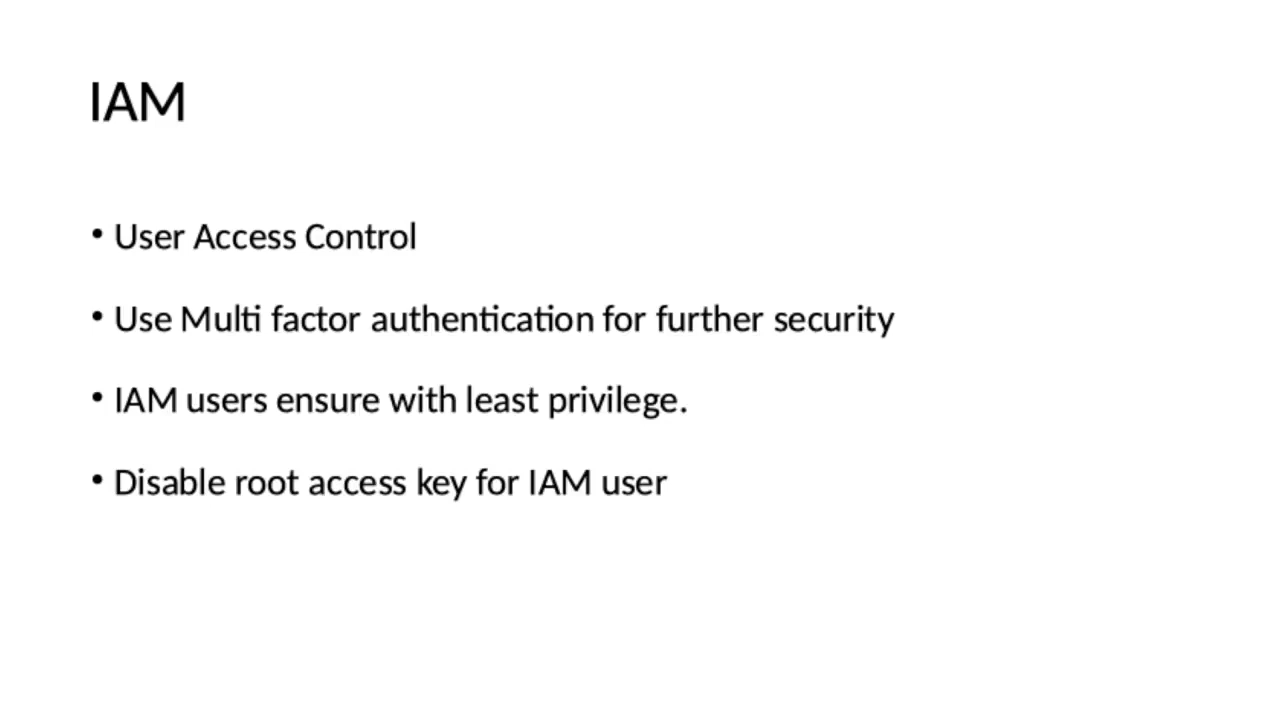 IAM
• User Access Control
• Use Multi factor authentication for further security
• IAM users ensure with least privilege.
• Disable root access key for IAM user